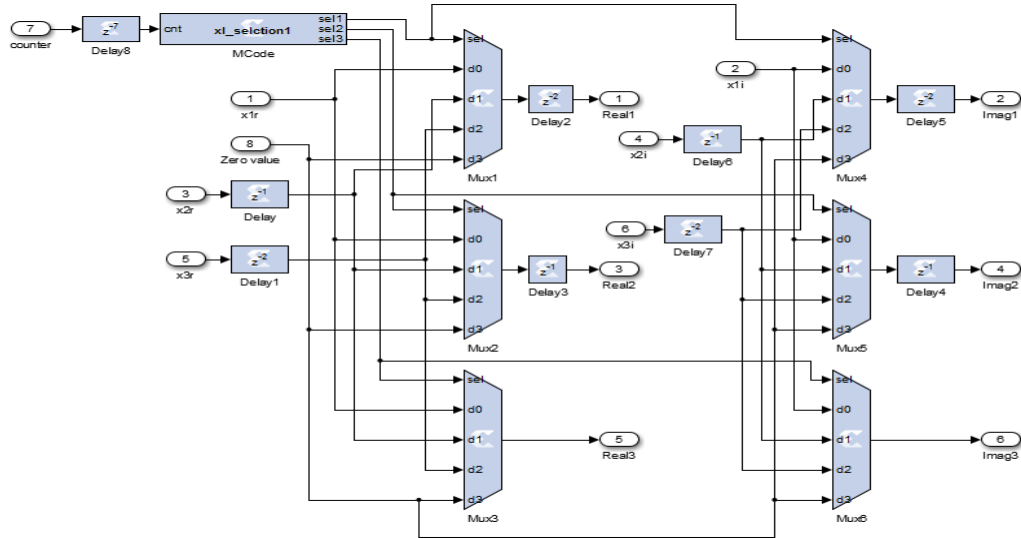 7
counter
z-7
Delay8
cnt
xl_selction1
sel1
sel2
sel3
MCode
1
x1r
8
Zero value
3
x2r
z-1
Delay
5
x3r
z-2
Delay1
sel
d0
d1
d2
d3
Mux1
z-2
Delay2
1
Real1
sel
d0
d1
d2
d3
Mux2
z-1
Delay3
3
Real2
sel
d0
d1
d2
d3
Mux3
5
Real3
2
x1i
4
x2i
z-1
Delay6
6
x3i
z-2
Delay7
sel
d0
d1
d2
d3
Mux4
z-2
Delay5
2
Imag1
sel
d0
d1
d2
d3
Mux5
z-1
Delay4
4
Imag2
sel
d0
d1
d2
d3
Mux6
6
Imag3